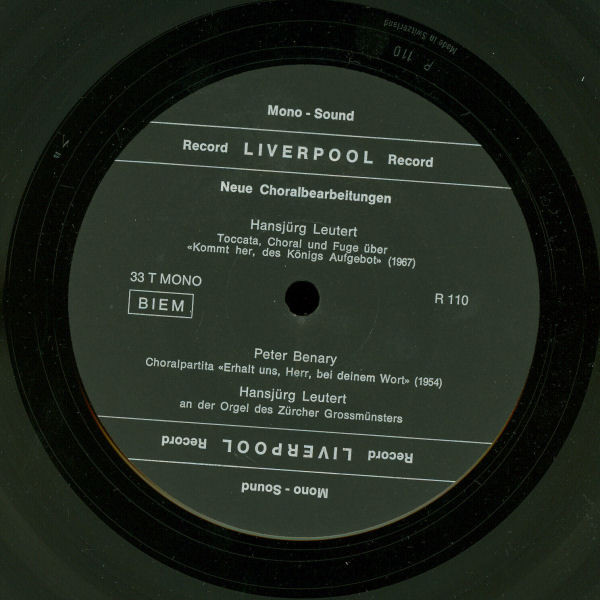 Made in Switzerland
P 110
Mono - Sound
Record LIVERPOOL Record
Neue Choralbearbeitungen
Hansjürg Leutert
Toccata, Choral und Fuge über
«Kommt her, des Königs Aufgebot» (1967)
33 T MONO
BIEM
R 110
Peter Benary
Choralpartita «Erhalt uns, Herr, bei deinem Wort» (1954)
Hansjürg Leutert
an der Orgel des Zürcher Grossmünsters
Record LIVERPOOL Record
Mono - Sound